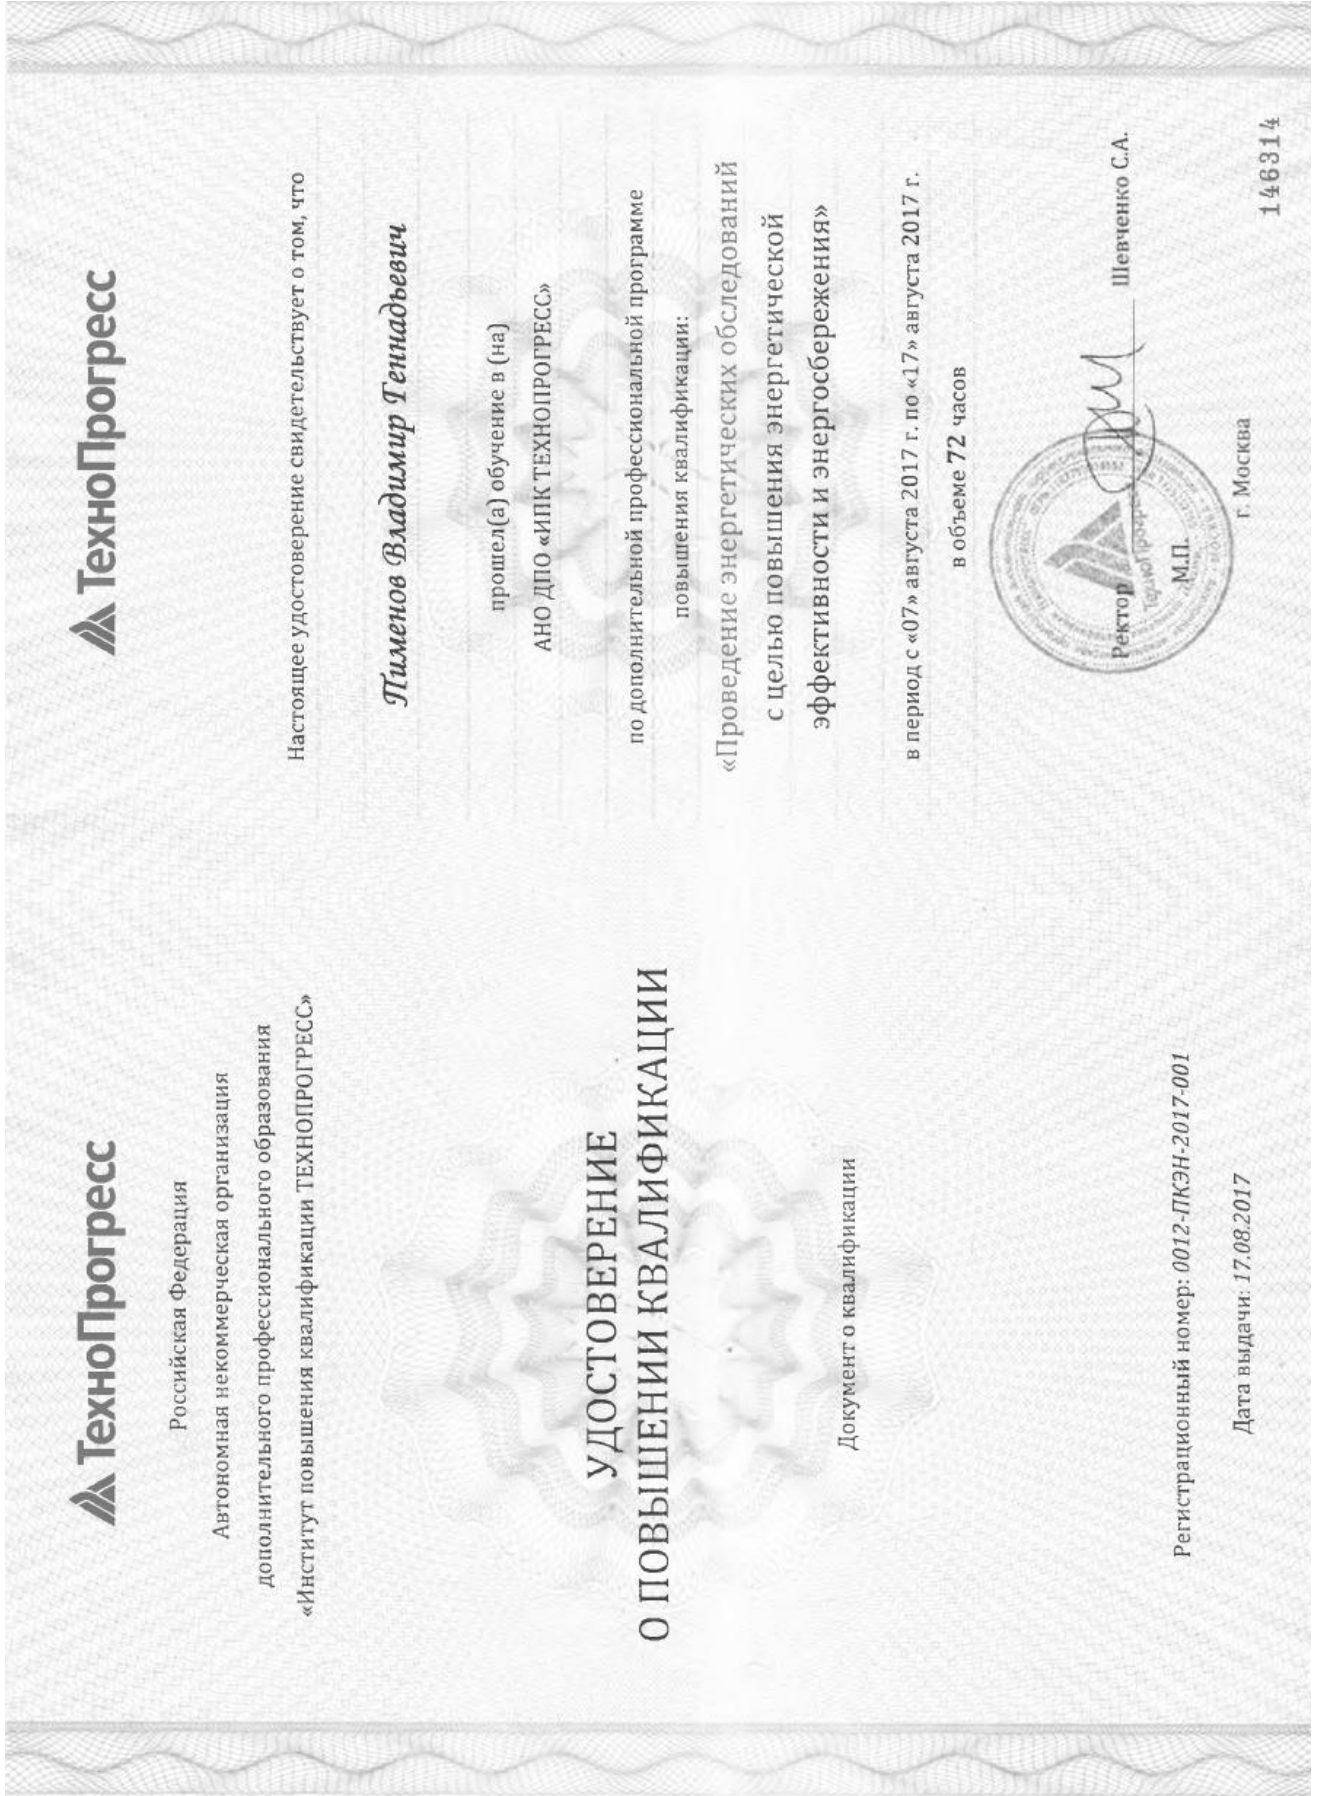 ТехноПрогресс
Российская Федерация
Автономная некоммерческая организация
дополнительного профессионального образования
«Институт повышения квалификации ТЕХНОПРОГРЕСС»
УДОСТОВЕРЕНИЕ
О ПОВЫШЕНИИ КВАЛИФИКАЦИИ
Документ о квалификации
Регистрационный номер: 0012-ПКЭН-2017-001
Дата выдачи: 17.08.2017
ТехноПрогресс
Настоящее удостоверение свидетельствует о том, что
Пименов Владимир Геннадьевич
прошел(а) обучение в (на)
АНО ДПО «ИПК ТЕХНОПРОГРЕСС»
по дополнительной профессиональной программе
повышения квалификации:
«Проведение энергетических обследований
с целью повышения энергетической
эффективности и энергосбережения»
в период с «07» августа 2017 г. по «17» августа 2017 г.
в объеме 72 часов
Ректор Шевченко С.А.
М.П.
г. Москва
146314